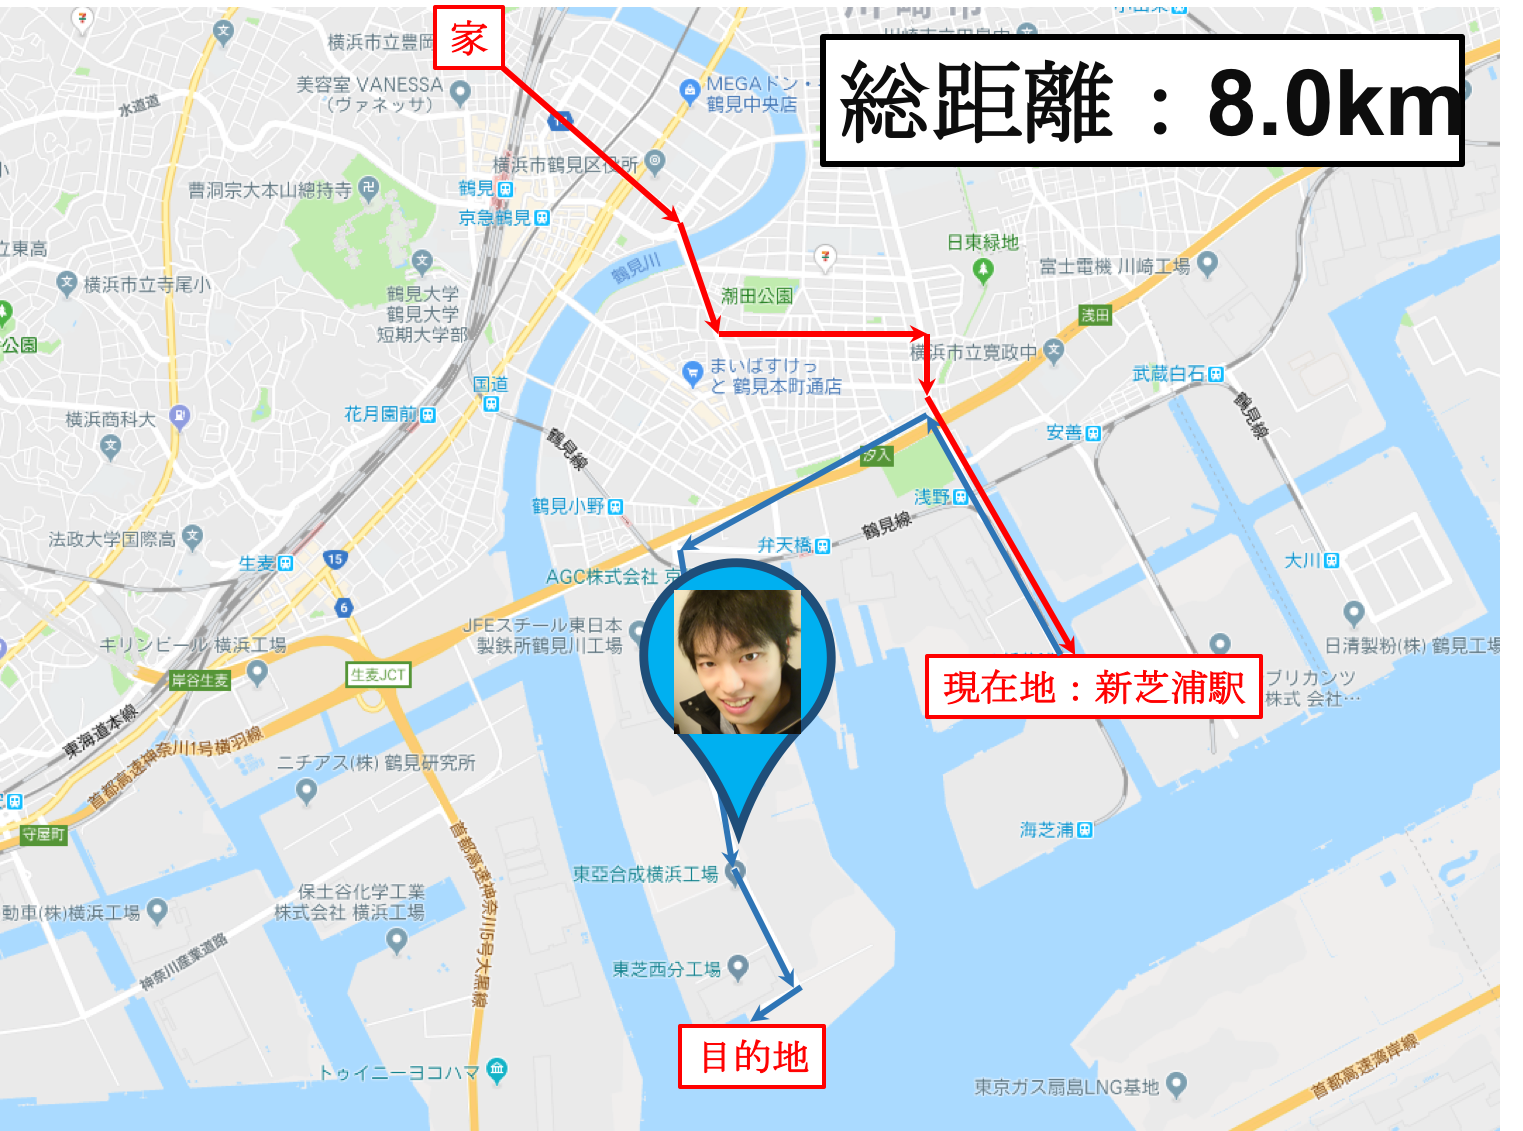 家
総距離：8.0km
横浜市立豊岡
川崎市立田島中
美容室 VANESSA
（ヴァネッサ）
MEGAドン・
鶴見中央店
水道道
横浜市鶴見区役所
曹洞宗大本山總持寺
鶴見
京急鶴見
立東高
日東緑地
鶴見川
富士電機 川崎工場
横浜市立寺尾小
鶴見大学
鶴見大学
短期大学部
潮田公園
浅田
公園
横浜市立寛政中
まいばすけっ
と 鶴見本町通店
武蔵白石
国道
花月園前
横浜商科大
鶴見線
安善
鶴見線
汐入
浅野
鶴見小野
鶴見線
法政大学国際高
弁天橋
生麦
15
大川
AGC株式会社 京
6
JFEスチール東日本
製鉄所鶴見川工場
キリンビール 横浜工場
日清製粉(株) 鶴見工場
岸谷生麦
生麦JCT
現在地：新芝浦駅
ブリカンツ
株式 会社…
東海道本線
首都高速神奈川1号横羽線
ニチアス(株) 鶴見研究所
守屋町
海芝浦
首都高速神奈川5号大黒線
東亞合成横浜工場
保土谷化学工業
株式会社 横浜工場
動車(株)横浜工場
神奈川産業道路
東芝西分工場
目的地
トゥイニーヨコハマ
東京ガス扇島LNG基地
首都高速湾岸線